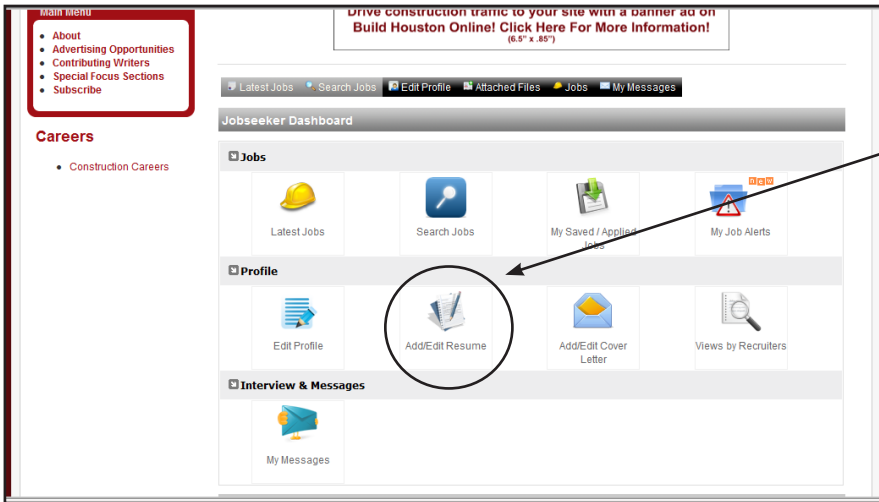 Main Menu
About
Advertising Opportunities
Contributing Writers
Special Focus Sections
Subscribe
Careers
Construction Careers
Drive construction traffic to your site with a banner ad on
Build Houston Online! Click Here For More Information!
(6.5" x .85")
Latest Jobs Search Jobs Edit Profile Attached Files Jobs My Messages
Jobseeker Dashboard
Jobs
new
Latest Jobs Search Jobs My Saved / Applied Jobs My Job Alerts
Profile
Edit Profile Add/Edit Resume Add/Edit Cover Letter Views by Recruiters
Interview & Messages
My Messages